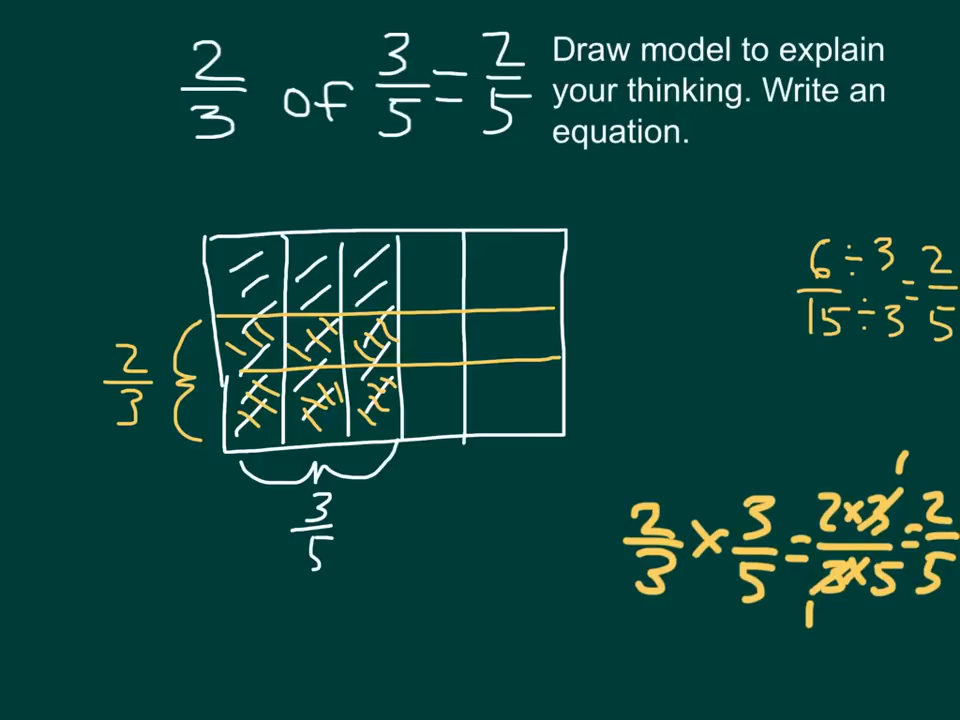 2/3 of 3/5 = 2/5
Draw model to explain
your thinking. Write an
equation.
6 ÷ 3 / 15 ÷ 3 = 2/5
2/3
3/5
2/3 × 3/5 = 2×3 / 3×5 = 2/5
1
1